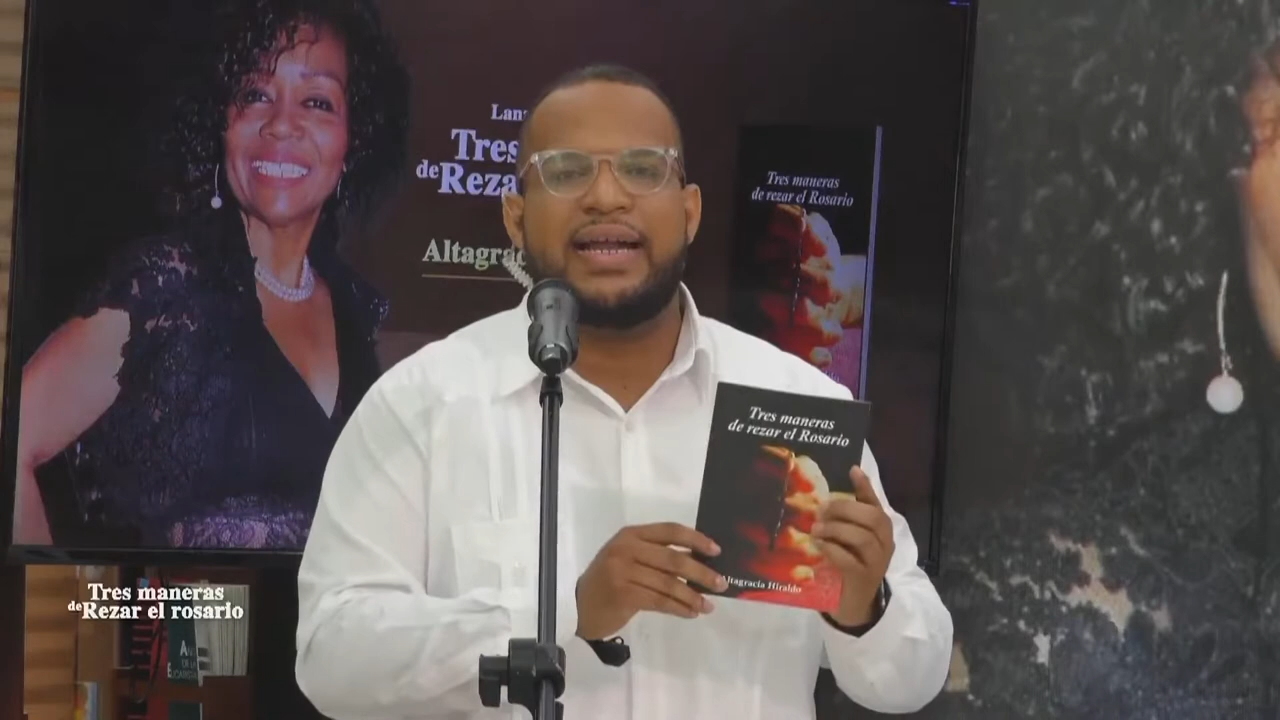 Tres
de Reza
Altagrac
Tres maneras
de rezar el Rosario
Tres maneras
de rezar el Rosario
Altagracia Hiraldo
Tres maneras
de Rezar el rosario